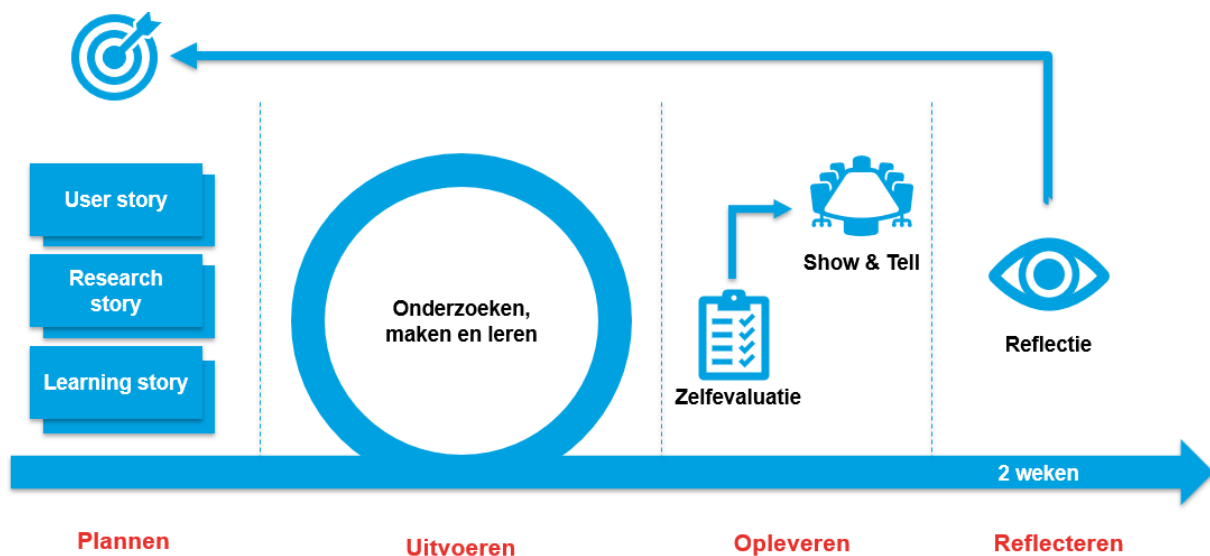 User story
Research
story
Learning story
Onderzoeken,
maken en leren
Show & Tell
Zelfevaluatie
Reflectie
2 weken
Plannen
Uitvoeren
Opleveren
Reflecteren